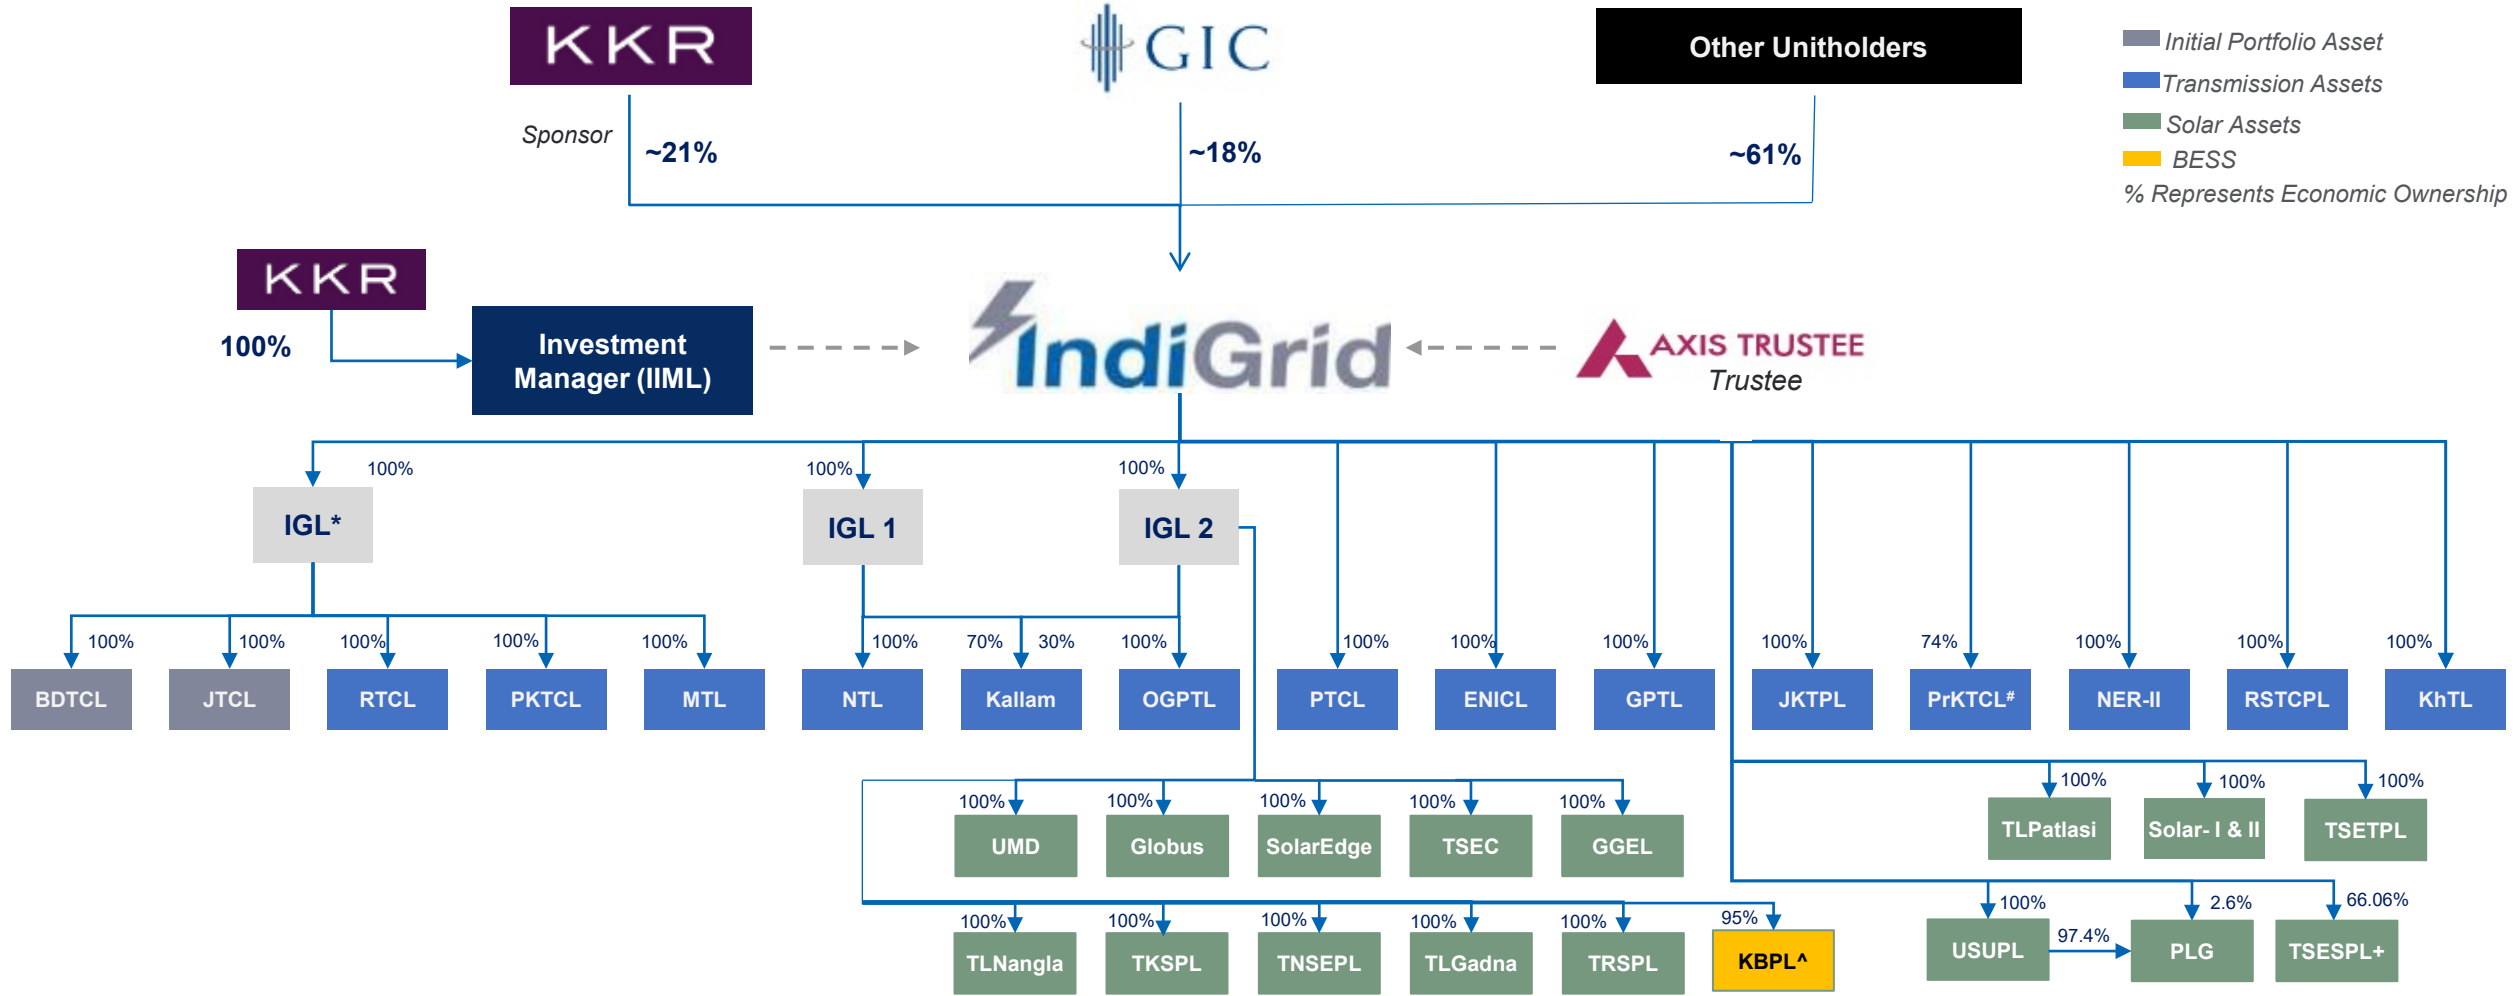 KKR
GIC
Other Unitholders
Initial Portfolio Asset
Transmission Assets
Solar Assets
BESS
% Represents Economic Ownership
Sponsor
~21%
~18%
~61%
KKR
100%
Investment
Manager (IIML)
IndiGrid
AXIS TRUSTEE
Trustee
100%
100%
100%
IGL*
IGL 1
IGL 2
100%
100%
100%
100%
100%
100%
70%
30%
100%
100%
100%
100%
100%
74%
100%
100%
100%
BDTCL
JTCL
RTCL
PKTCL
MTL
NTL
Kallam
OGPTL
PTCL
ENICL
GPTL
JKTPL
PrKTCL#
NER-II
RSTCPL
KhTL
100%
100%
100%
100%
100%
100%
100%
100%
UMD
Globus
SolarEdge
TSEC
GGEL
TLPatlasi
Solar- I & II
TSETPL
100%
100%
100%
100%
100%
95%
100%
2.6%
66.06%
97.4%
TLNangla
TKSPL
TNSEPL
TLGadna
TRSPL
KBPL^
USUPL
PLG
TSESPL+